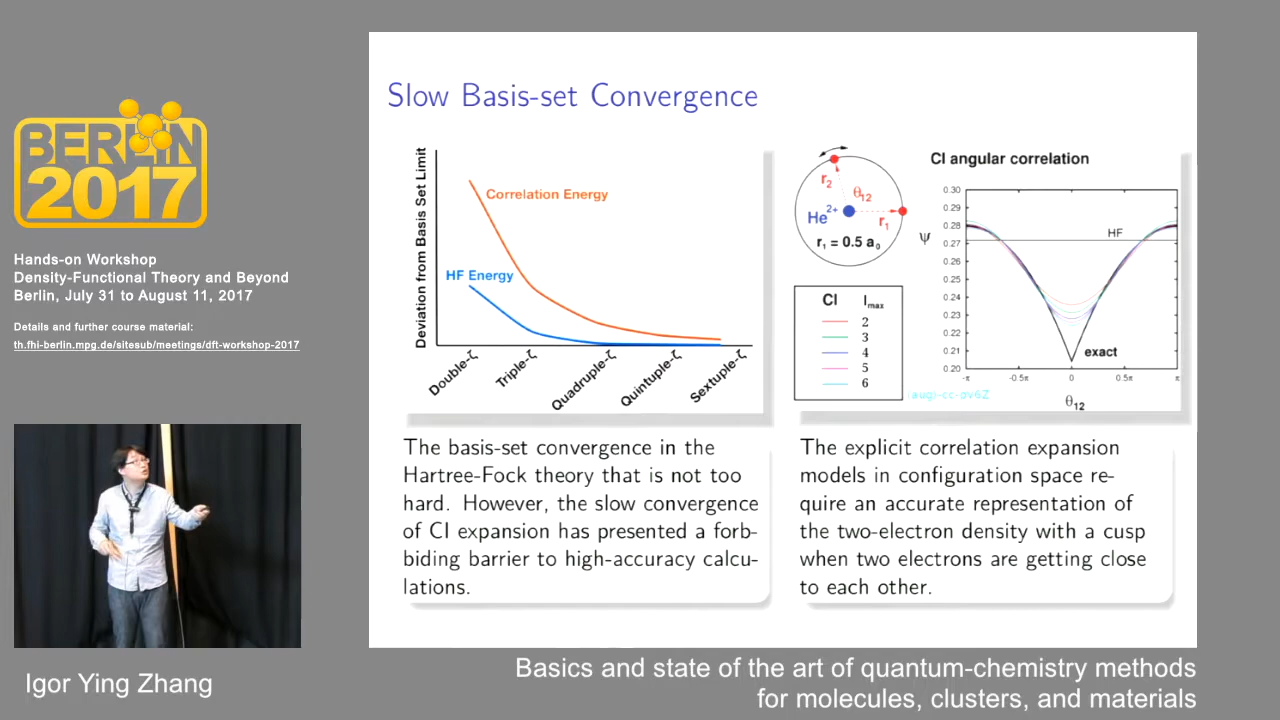 BERLIN
2017
Hands-on Workshop
Density-Functional Theory and Beyond
Berlin, July 31 to August 11, 2017
Details and further course material:
th.fhi-berlin.mpg.de/sitesub/meetings/dft-workshop-2017
Igor Ying Zhang
Slow Basis-set Convergence
Deviation from Basis Set Limit
Correlation Energy
HF Energy
Double-ζ
Triple-ζ
Quadruple-ζ
Quintuple-ζ
Sextuple-ζ
The basis-set convergence in the
Hartree-Fock theory that is not too
hard. However, the slow convergence
of CI expansion has presented a forb-
biding barrier to high-accuracy calcu-
lations.
r₂
θ₁₂
He²⁺
r₁
r₁ = 0.5 a₀
CI lmax
2
3
4
5
6
CI angular correlation
0.30
0.29
0.28
0.27
0.26
0.25
0.24
0.23
0.22
0.21
0.20
ψ
HF
exact
-π -0.5π 0 0.5π π
θ₁₂
(aug)-cc-pV6Z
The explicit correlation expansion
models in configuration space re-
quire an accurate representation of
the two-electron density with a cusp
when two electrons are getting close
to each other.
Basics and state of the art of quantum-chemistry methods
for molecules, clusters, and materials